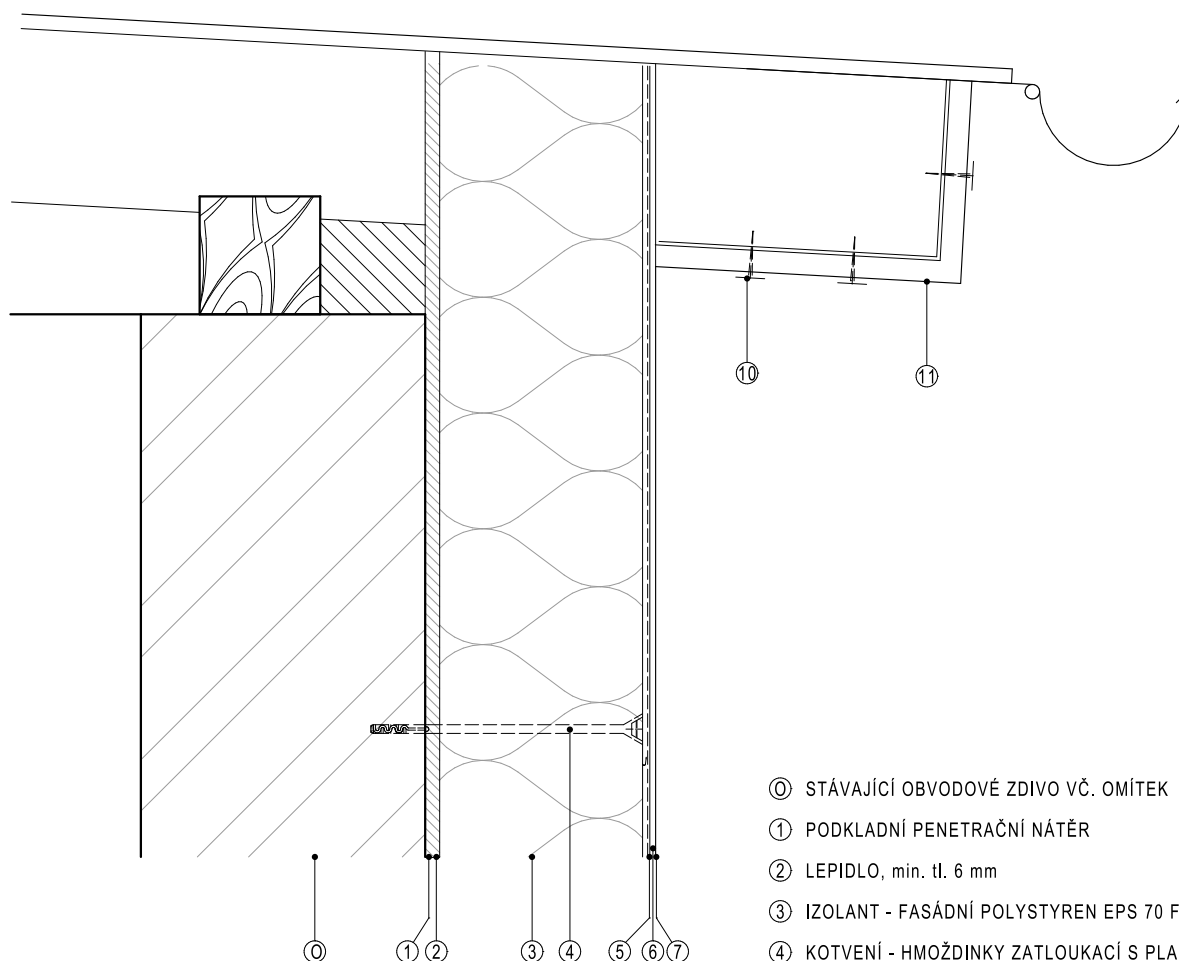 10
11
O STÁVAJÍCÍ OBVODOVÉ ZDIVO VČ. OMÍTEK
1 PODKLADNÍ PENETRAČNÍ NÁTĚR
2 LEPIDLO, min. tl. 6 mm
3 IZOLANT - FASÁDNÍ POLYSTYREN EPS 70 F
4 KOTVENÍ - HMOŽDINKY ZATLOUKACÍ S PLA
O 1 2 3 4 5 6 7